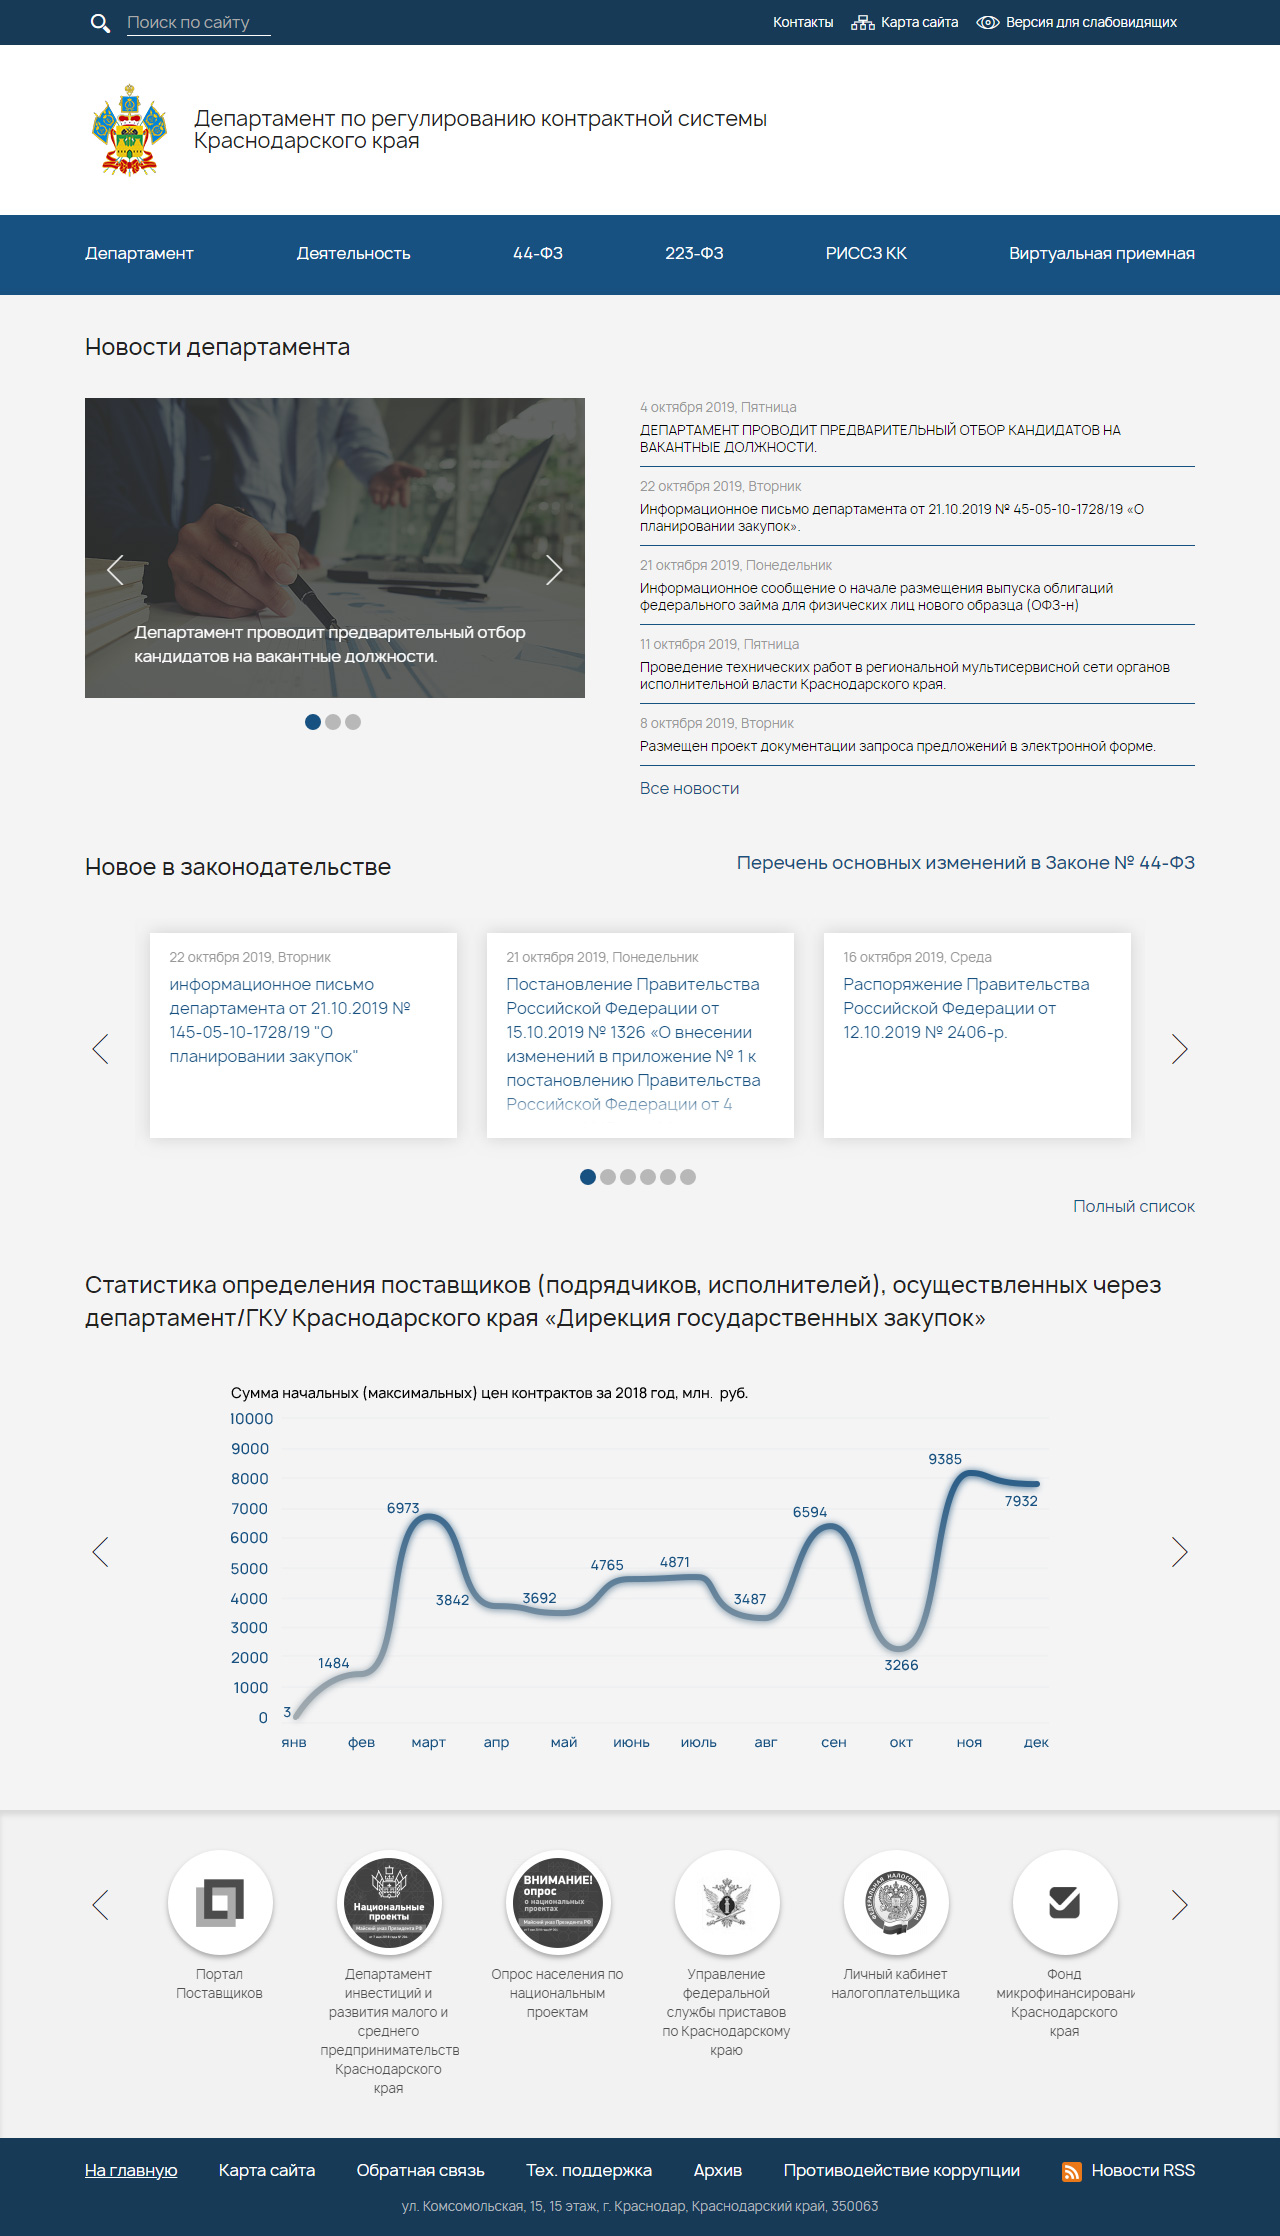 Поиск по сайту
Контакты
Карта сайта
Версия для слабовидящих
Департамент по регулированию контрактной системы
Краснодарского края
Департамент
Деятельность
44-ФЗ
223-ФЗ
РИССЗ КК
Виртуальная приемная
Новости департамента
Департамент проводит предварительный отбор
кандидатов на вакантные должности.
4 октября 2019, Пятница
ДЕПАРТАМЕНТ ПРОВОДИТ ПРЕДВАРИТЕЛЬНЫЙ ОТБОР КАНДИДАТОВ НА
ВАКАНТНЫЕ ДОЛЖНОСТИ.
22 октября 2019, Вторник
Информационное письмо департамента от 21.10.2019 № 45-05-10-1728/19 «О
планировании закупок».
21 октября 2019, Понедельник
Информационное сообщение о начале размещения выпуска облигаций
федерального займа для физических лиц нового образца (ОФЗ-н)
11 октября 2019, Пятница
Проведение технических работ в региональной мультисервисной сети органов
исполнительной власти Краснодарского края.
8 октября 2019, Вторник
Размещен проект документации запроса предложений в электронной форме.
Все новости
Новое в законодательстве
Перечень основных изменений в Законе № 44-ФЗ
22 октября 2019, Вторник
информационное письмо
департамента от 21.10.2019 №
145-05-10-1728/19 "О
планировании закупок"
21 октября 2019, Понедельник
Постановление Правительства
Российской Федерации от
15.10.2019 № 1326 «О внесении
изменений в приложение № 1 к
постановлению Правительства
Российской Федерации от 4
16 октября 2019, Среда
Распоряжение Правительства
Российской Федерации от
12.10.2019 № 2406-р.
Полный список
Статистика определения поставщиков (подрядчиков, исполнителей), осуществленных через
департамент/ГКУ Краснодарского края «Дирекция государственных закупок»
Сумма начальных (максимальных) цен контрактов за 2018 год, млн. руб.
10000
9000
8000
7000
6000
5000
4000
3000
2000
1000
0
3
1484
6973
3842
3692
4765
4871
3487
6594
3266
9385
7932
янв
фев
март
апр
май
июнь
июль
авг
сен
окт
ноя
дек
Портал
Поставщиков
Национальные
проекты
Майский указ Президента РФ
Департамент
инвестиций и
развития малого и
среднего
предпринимательств
Краснодарского
края
ВНИМАНИЕ!
опрос
о национальных
проектах
Майский указ Президента РФ
Опрос населения по
национальным
проектам
Управление
федеральной
службы приставов
по Краснодарскому
краю
Личный кабинет
налогоплательщика
Фонд
микрофинансировани
Краснодарского
края
На главную
Карта сайта
Обратная связь
Тех. поддержка
Архив
Противодействие коррупции
Новости RSS
ул. Комсомольская, 15, 15 этаж, г. Краснодар, Краснодарский край, 350063